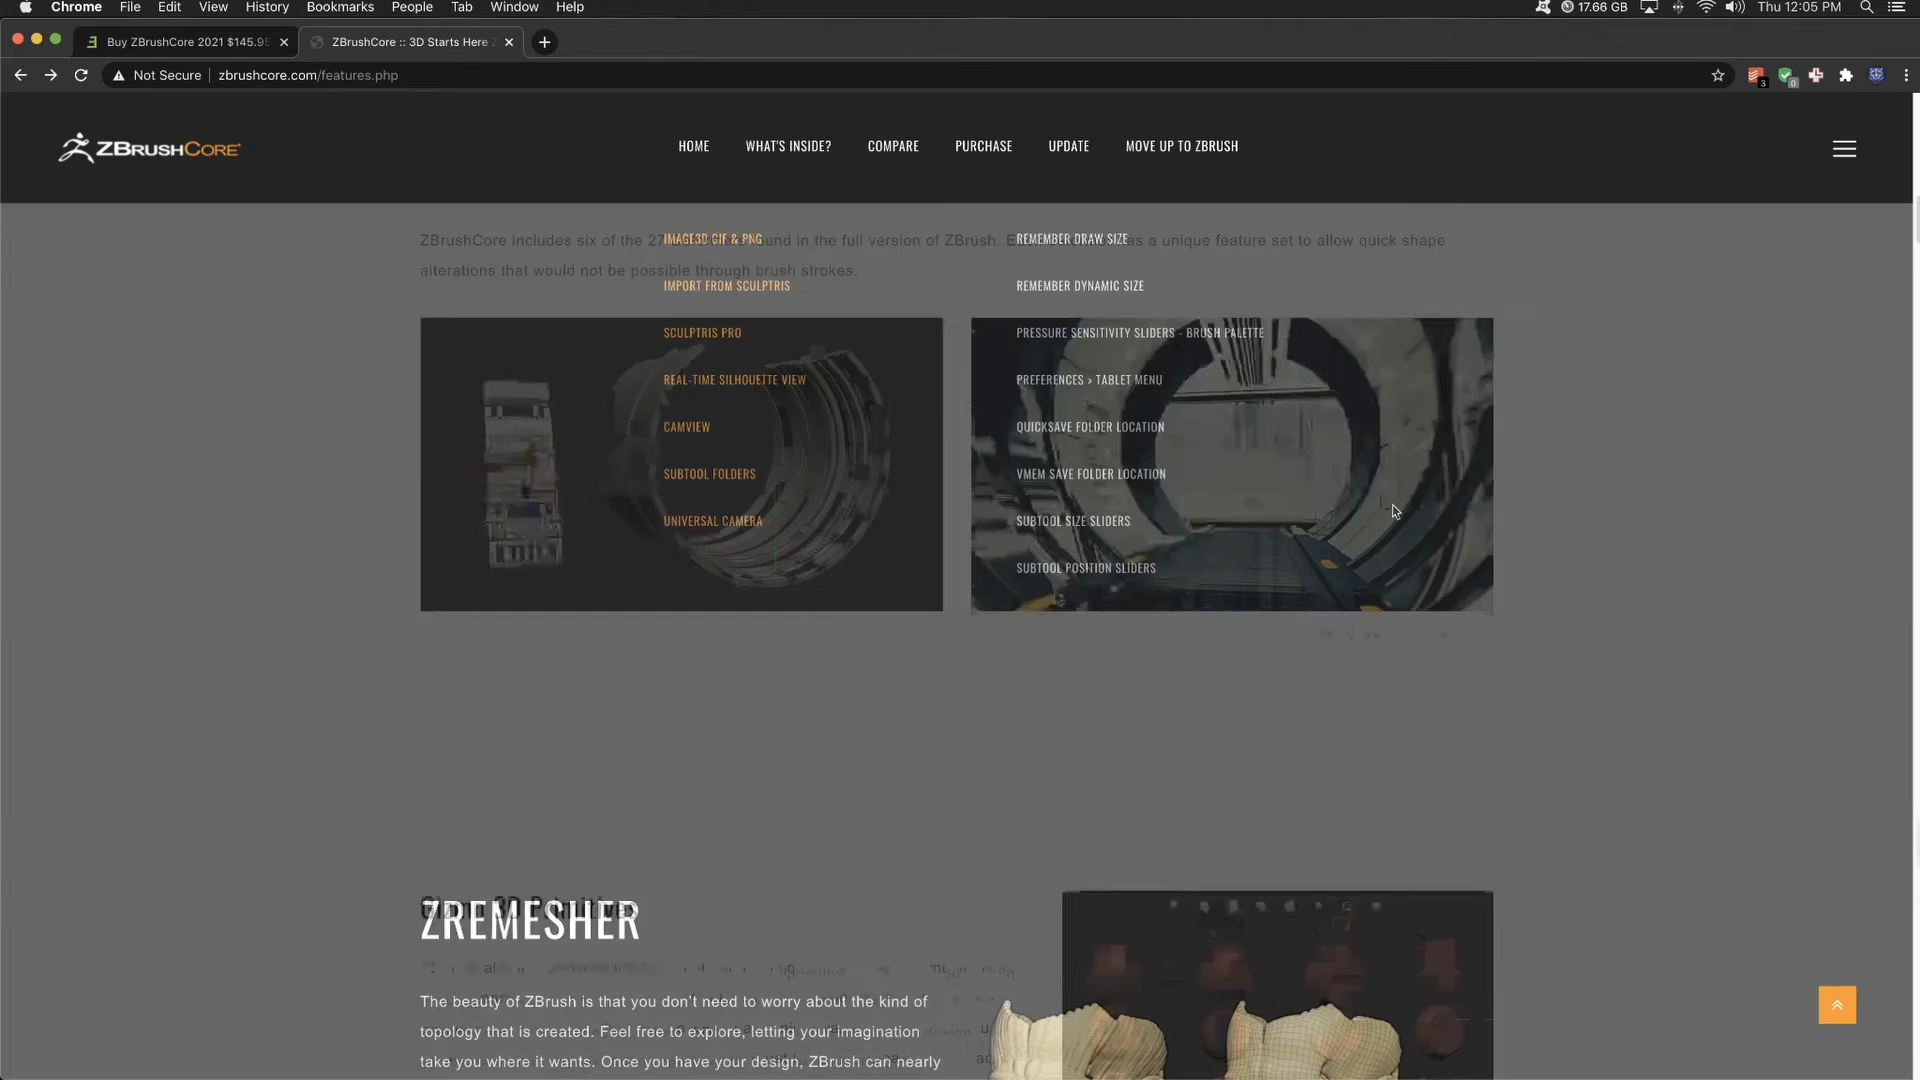 Chrome File Edit View History Bookmarks People Tab Window Help 17.66 GB Thu 12:05 PM
Buy ZBrushCore 2021 $145.95 ZBrushCore :: 3D Starts Here
Not Secure zbrushcore.com/features.php 3 0
ZBRUSHCORE HOME WHAT'S INSIDE? COMPARE PURCHASE UPDATE MOVE UP TO ZBRUSH
ZBrushCore includes six of the 27 found in the full version of ZBrush. as a unique feature set to allow quick shape
alterations that would not be possible through brush strokes.
IMAGE3D GIF & PNG
IMPORT FROM SCULPTRIS
SCULPTRIS PRO
REAL-TIME SILHOUETTE VIEW
CAMVIEW
SUBTOOL FOLDERS
UNIVERSAL CAMERA
REMEMBER DRAW SIZE
REMEMBER DYNAMIC SIZE
PRESSURE SENSITIVITY SLIDERS - BRUSH PALETTE
PREFERENCES > TABLET MENU
QUICKSAVE FOLDER LOCATION
VMEM SAVE FOLDER LOCATION
SUBTOOL SIZE SLIDERS
SUBTOOL POSITION SLIDERS
Gizmo 3D Primitives
ZREMESHER
The beauty of ZBrush is that you don't need to worry about the kind of
topology that is created. Feel free to explore, letting your imagination
take you where it wants. Once you have your design, ZBrush can nearly